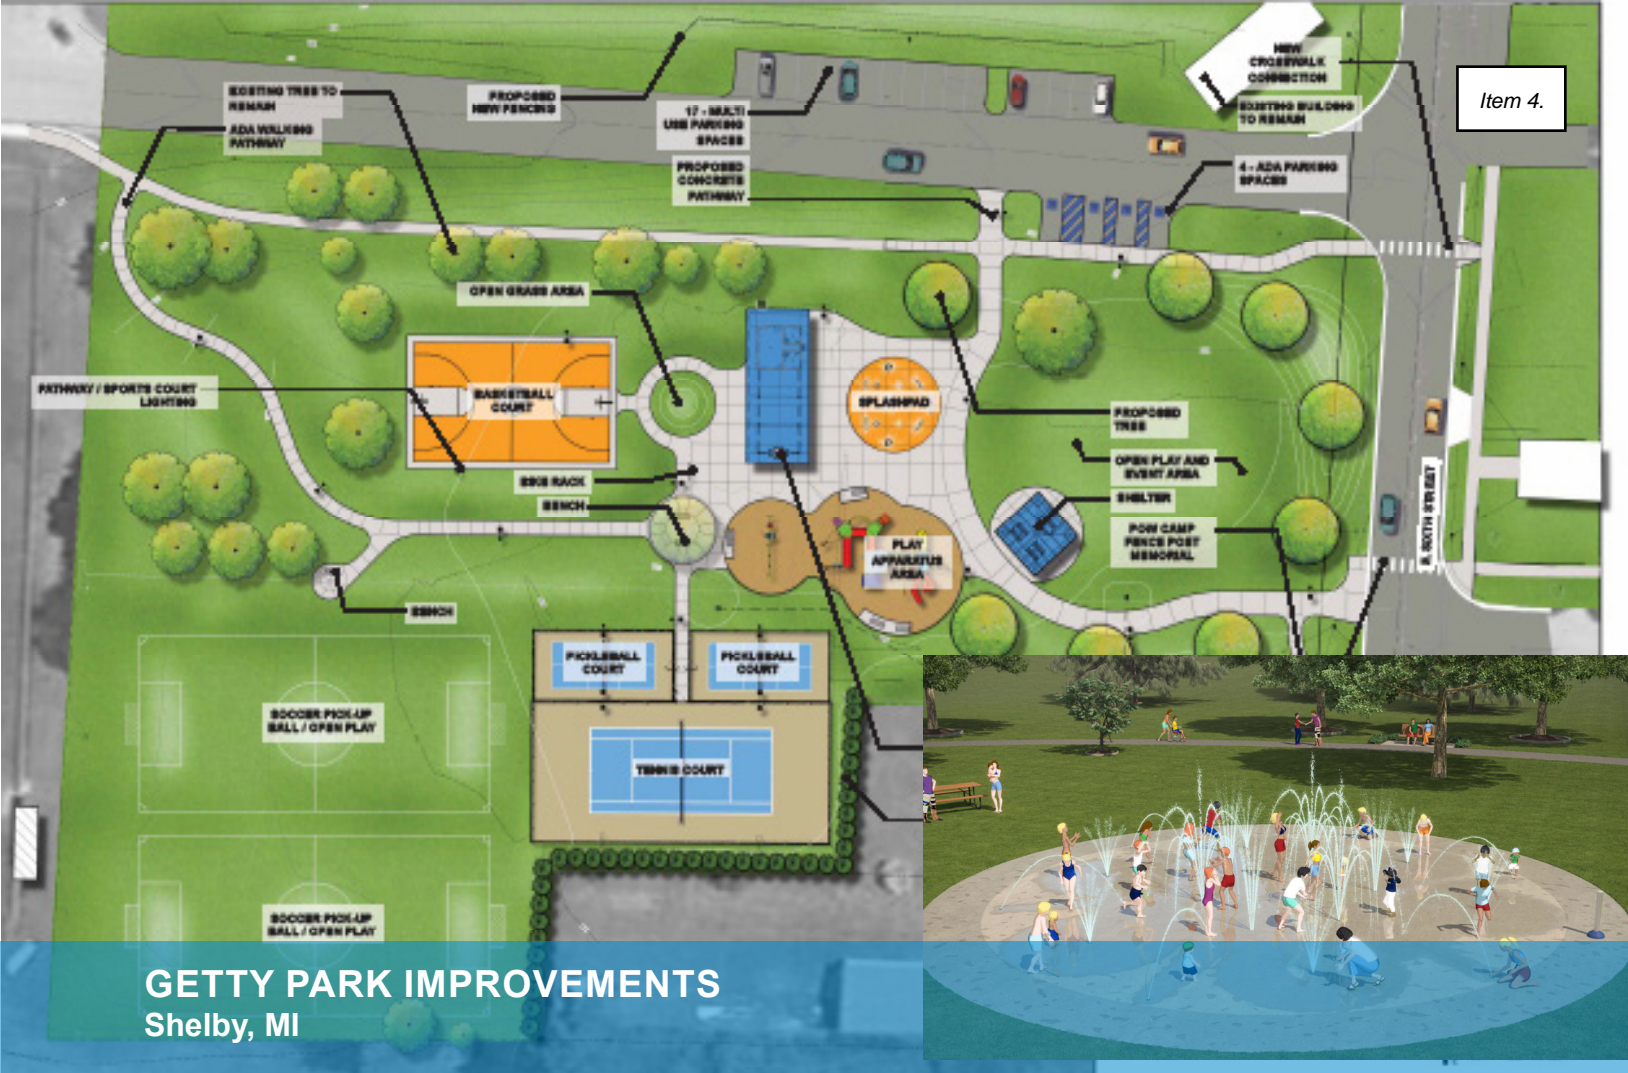 NEW
CROSSWALK
CONNECTION
Item 4.
EXISTING TREE TO
REMAIN
PROPOSED
NEW FENCING
17 - MULTI
USE PARKING
SPACES
EXISTING BUILDING
TO REMAIN
ADA WALKING
PATHWAY
PROPOSED
CONCRETE
PATHWAY
4 - ADA PARKING
SPACES
OPEN GRASS AREA
PATHWAY / SPORTS COURT
LIGHTING
BASKETBALL
COURT
SPLASHPAD
PROPOSED
TREE
OPEN PLAY AND
EVENT AREA
BIKE RACK
BENCH
SHELTER
POW CAMP
FENCE POST
MEMORIAL
N. SIXTH STREET
PLAY
APPARATUS
AREA
BENCH
PICKLEBALL
COURT
PICKLEBALL
COURT
SOCCER PICK-UP
BALL / OPEN PLAY
TENNIS COURT
SOCCER PICK-UP
BALL / OPEN PLAY
GETTY PARK IMPROVEMENTS
Shelby, MI